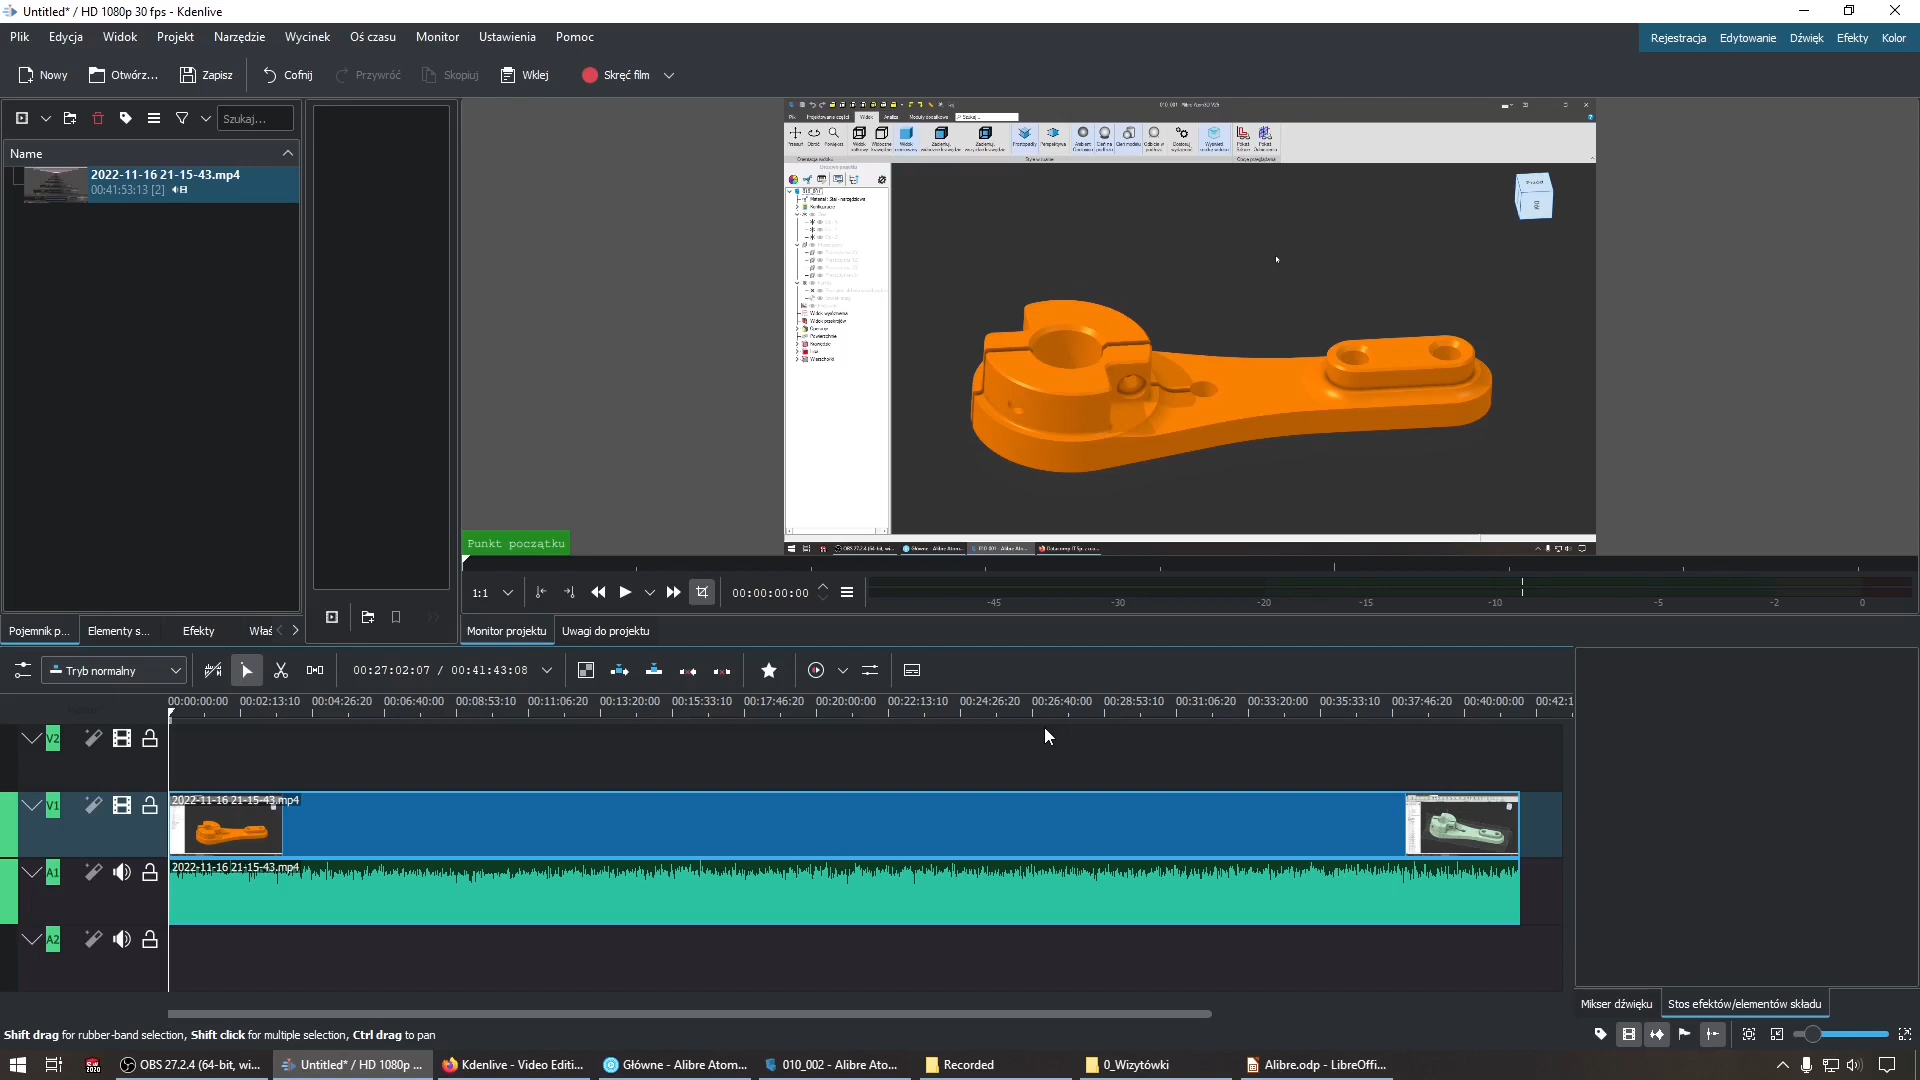 Untitled* / HD 1080p 30 fps - Kdenlive
Plik Edycja Widok Projekt Narzędzie Wycinek Oś czasu Monitor Ustawienia Pomoc
Rejestracja Edytowanie Dźwięk Efekty Kolor
Nowy Otwórz... Zapisz Cofnij Przywróć Skopiuj Wklej Skręć film
Szukaj...
Name
2022-11-16 21-15-43.mp4
00:41:53:13 [2]
Punkt początku
1:1 00:00:00:00
-45 -30 -20 -15 -10 -5 -2 0
Pojemnik p... Elementy s... Efekty Właś
Monitor projektu Uwagi do projektu
Tryb normalny 00:27:02:07 / 00:41:43:08
00:00:00:00 00:02:13:10 00:04:26:20 00:06:40:00 00:08:53:10 00:11:06:20 00:13:20:00 00:15:33:10 00:17:46:20 00:20:00:00 00:22:13:10 00:24:26:20 00:26:40:00 00:28:53:10 00:31:06:20 00:33:20:00 00:35:33:10 00:37:46:20 00:40:00:00 00:42:1
V2
V1
2022-11-16 21-15-43.mp4
A1
2022-11-16 21-15-43.mp4
A2
Mikser dźwięku Stos efektów/elementów składu
Shift drag for rubber-band selection, Shift click for multiple selection, Ctrl drag to pan
OBS 27.2.4 (64-bit, wi... Untitled* / HD 1080p ... Kdenlive - Video Editi... Główne - Alibre Atom... 010_002 - Alibre Ato... Recorded 0_Wizytówki Alibre.odp - LibreOffi...